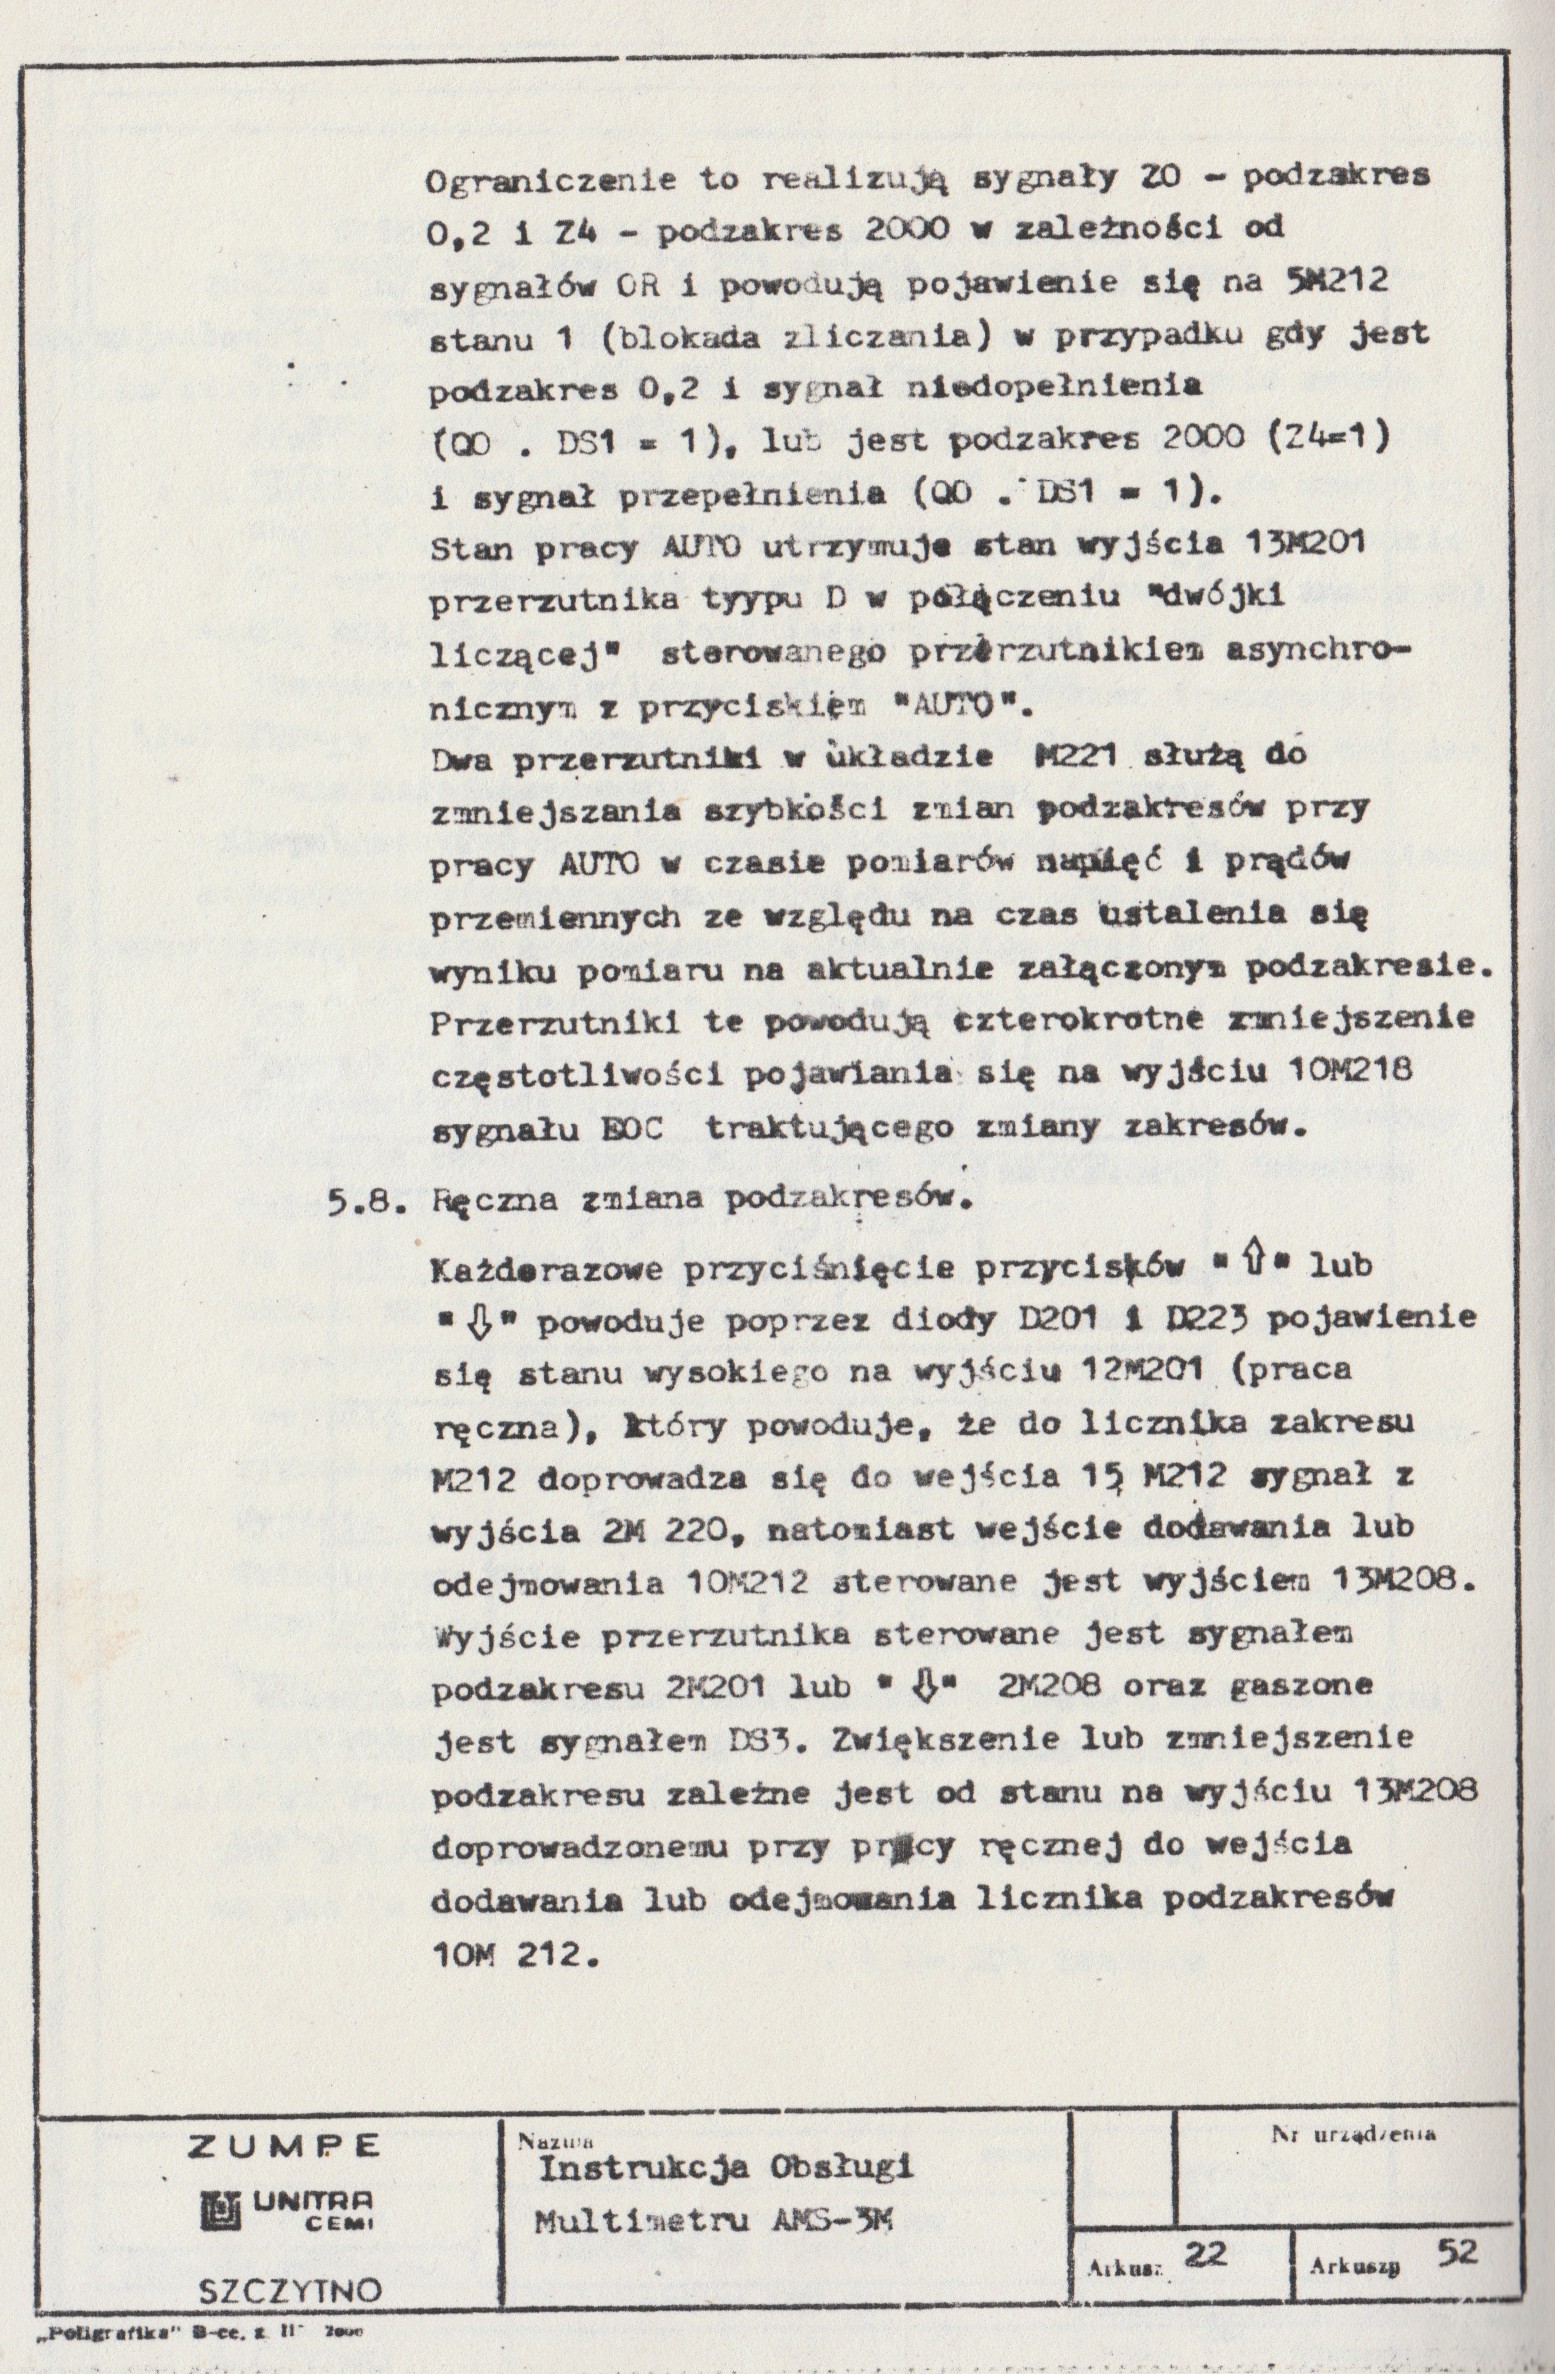 Ograniczenie to realizują sygnały Z0 - podzakres
0,2 i Z4 - podzakres 2000 w zależności od
sygnałów OR i powodują pojawienie się na 5M212
stanu 1 (blokada zliczania) w przypadku gdy jest
podzakres 0,2 i sygnał niedopełnienia
(Q0 . DS1 = 1), lub jest podzakres 2000 (Z4=1)
i sygnał przepełnienia (Q0 . DS1 = 1).
Stan pracy AUTO utrzymuje stan wyjścia 13M201
przerzutnika tyypu D w połączeniu "dwójki
liczącej" sterowanego przerzutnikiem asynchro-
nicznym z przyciskiem "AUTO".
Dwa przerzutniki w układzie M221 służą do
zmniejszania szybkości zmian podzakresów przy
pracy AUTO w czasie pomiarów napięć i prądów
przemiennych ze względu na czas ustalenia się
wyniku pomiaru na aktualnie załączonym podzakresie.
Przerzutniki te powodują czterokrotne zmniejszenie
częstotliwości pojawiania się na wyjściu 10M218
sygnału EOC traktującego zmiany zakresów.
5.8. Ręczna zmiana podzakresów.
Każderazowe przyciśnięcie przycisków "⇧" lub
"⇩" powoduje poprzez diody D201 i D223 pojawienie
się stanu wysokiego na wyjściu 12M201 (praca
ręczna), który powoduje, że do licznika zakresu
M212 doprowadza się do wejścia 15 M212 sygnał z
wyjścia 2M 220, natomiast wejście dodawania lub
odejmowania 10M212 sterowane jest wyjściem 13M208.
Wyjście przerzutnika sterowane jest sygnałem
podzakresu 2M201 lub "⇩" 2M208 oraz gaszone
jest sygnałem DS3. Zwiększenie lub zmniejszenie
podzakresu zależne jest od stanu na wyjściu 13M208
doprowadzonemu przy pracy ręcznej do wejścia
dodawania lub odejmowania licznika podzakresów
10M 212.
ZUMPE
UNITRA
CEMI
SZCZYTNO
Nazwa
Instrukcja Obsługi
Multimetru AMS-3M
Nr urządzenia
Arkusz 22
Arkuszy 52
„Poligrafika" B-ce. z